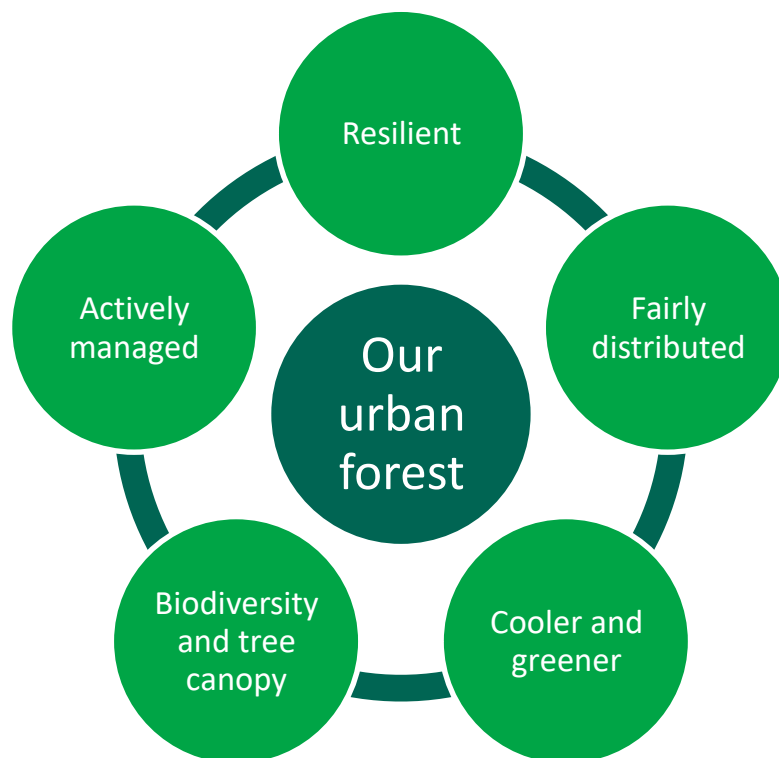 Resilient
Fairly
distributed
Cooler and
greener
Biodiversity
and tree
canopy
Actively
managed
Our
urban
forest